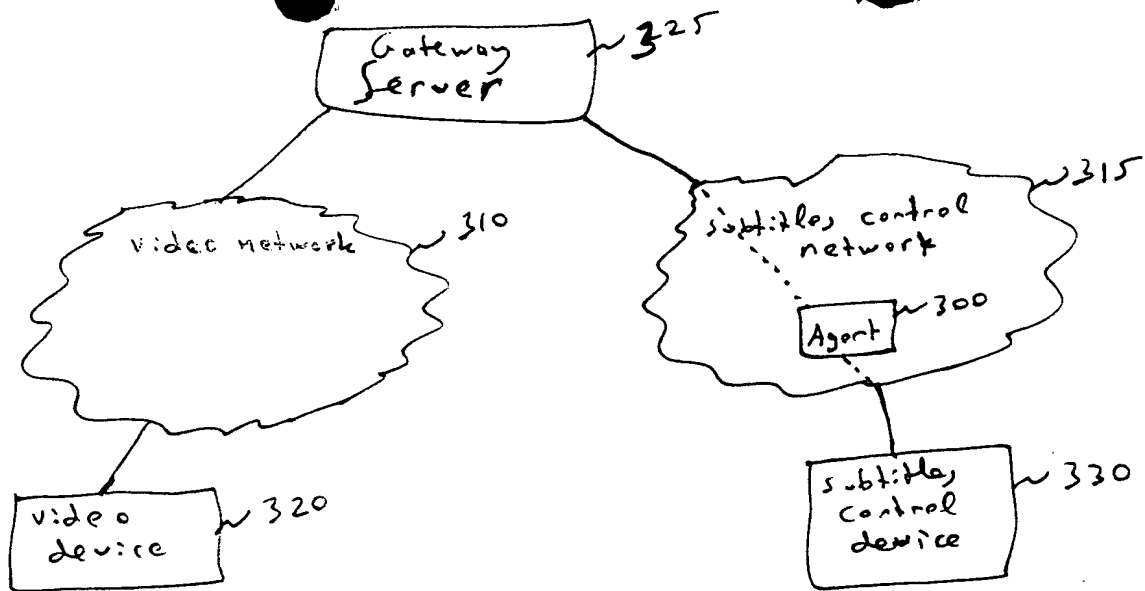 Gateway
Server
325
video network
310
subtitles control
network
315
Agent
300
video
device
320
subtitles
control
device
330